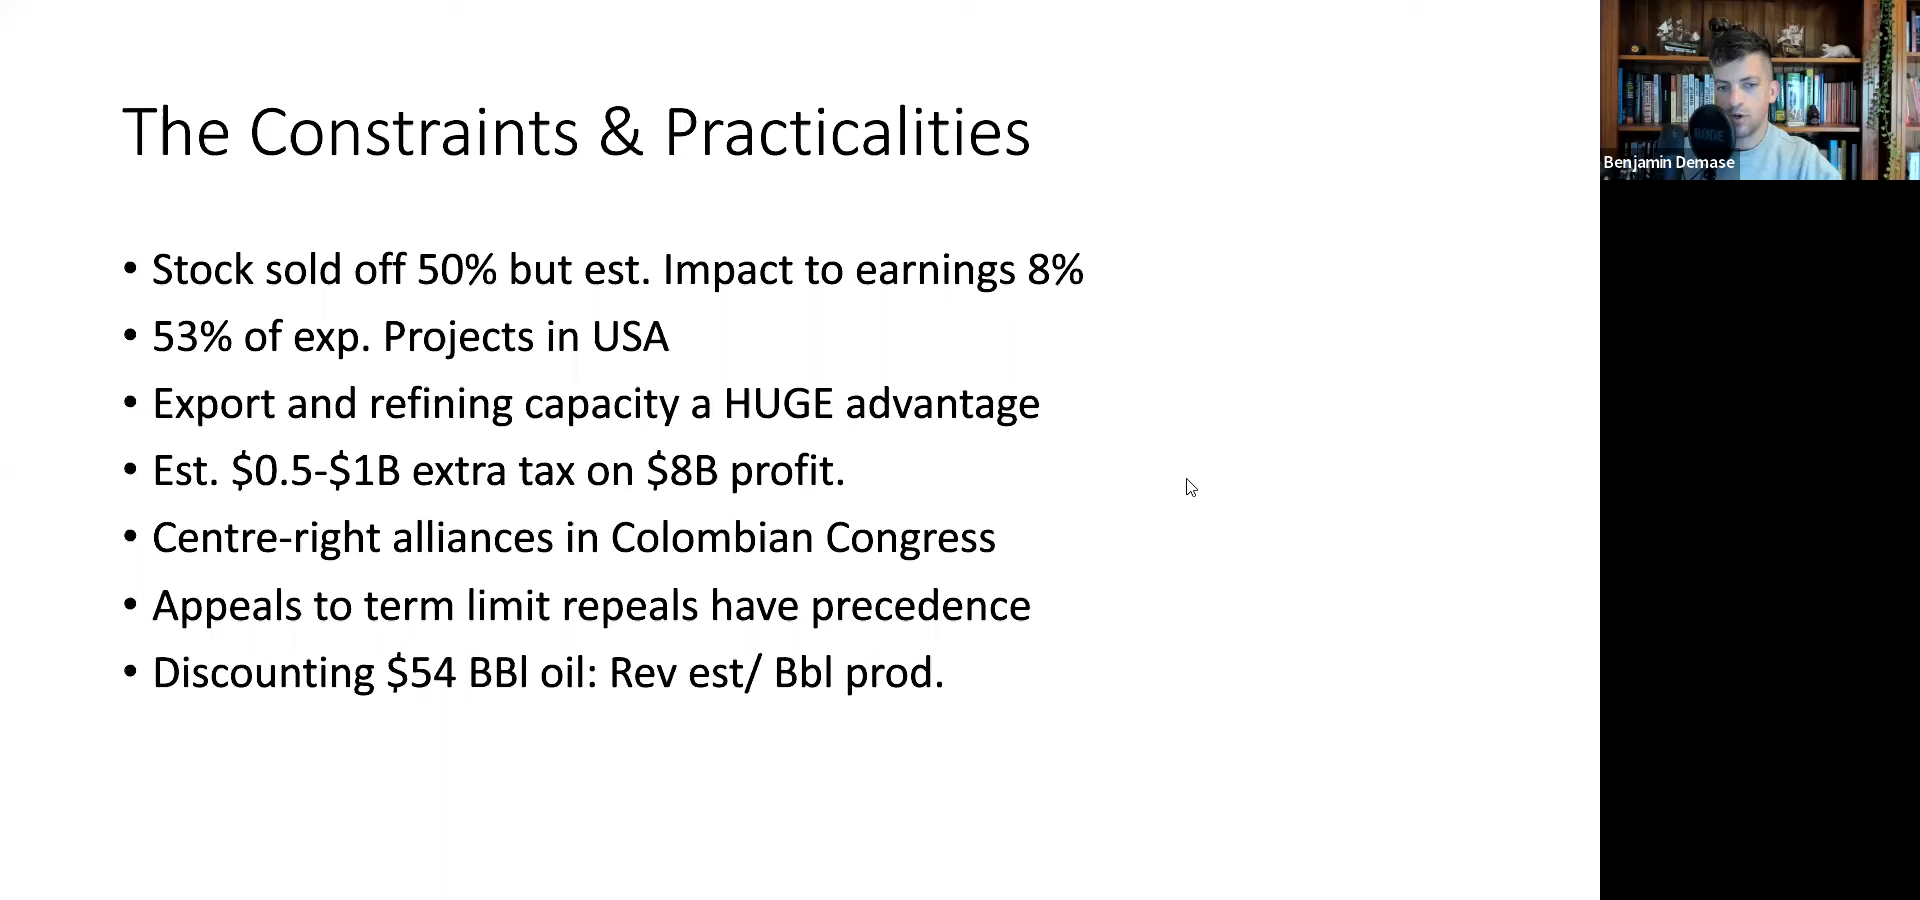 The Constraints & Practicalities
• Stock sold off 50% but est. Impact to earnings 8%
• 53% of exp. Projects in USA
• Export and refining capacity a HUGE advantage
• Est. $0.5-$1B extra tax on $8B profit.
• Centre-right alliances in Colombian Congress
• Appeals to term limit repeals have precedence
• Discounting $54 BBl oil: Rev est/ Bbl prod.
RODE
Benjamin Demase